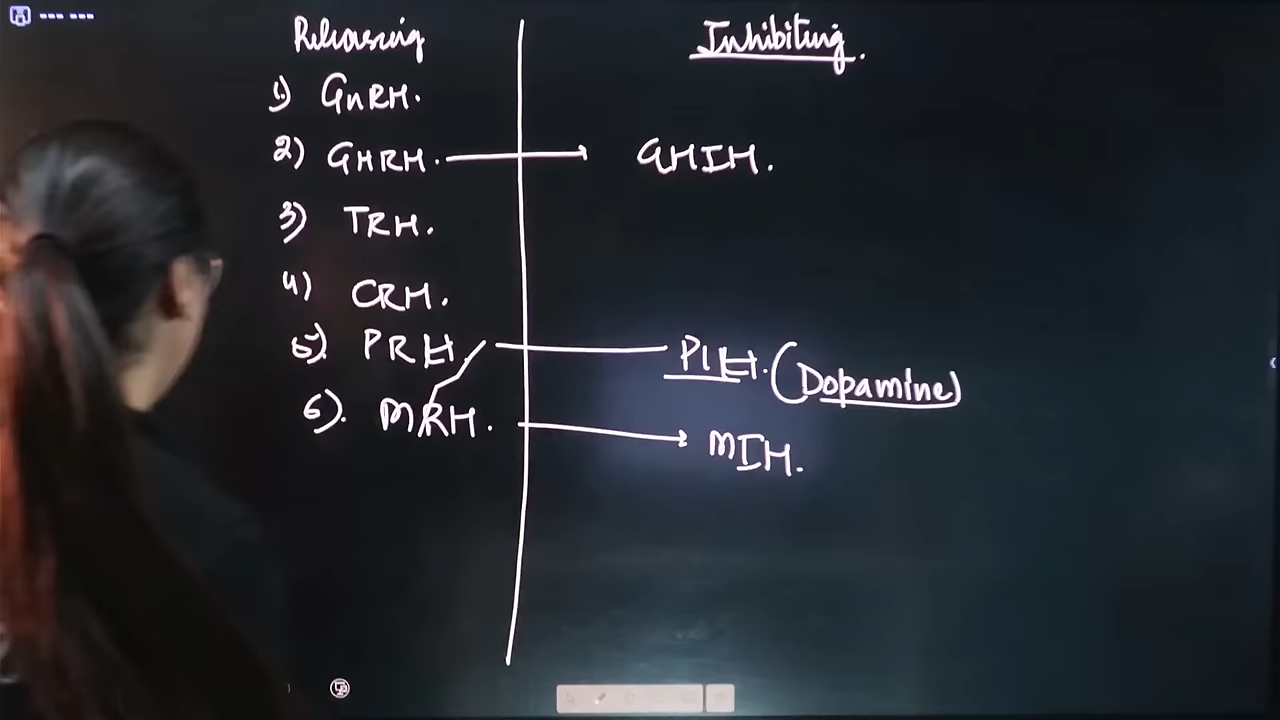 Releasing
Inhibiting.
1) GnRH.
2) GHRH. → GHIH.
3) TRH.
4) CRH.
5). PRH PIH. (Dopamine)
6). MRH. → MIH.